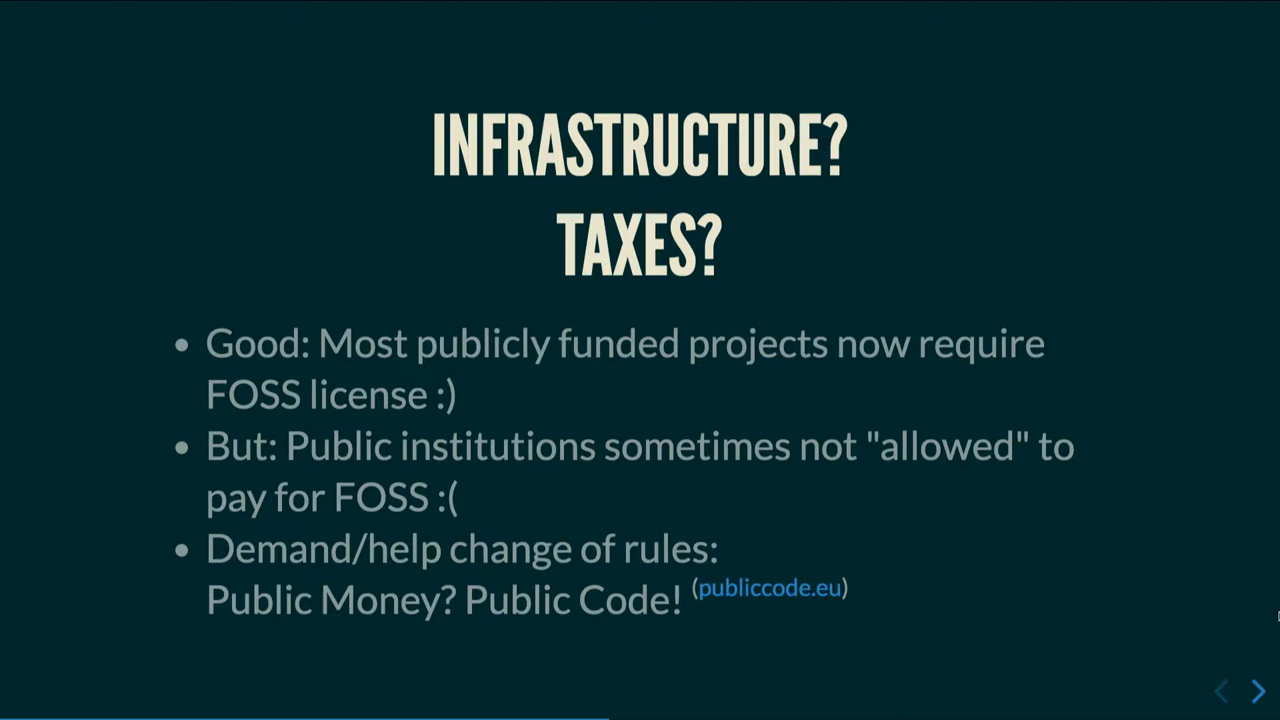 INFRASTRUCTURE?
TAXES?
Good: Most publicly funded projects now require
FOSS license :)
But: Public institutions sometimes not "allowed" to
pay for FOSS :(
Demand/help change of rules:
Public Money? Public Code! (publiccode.eu)